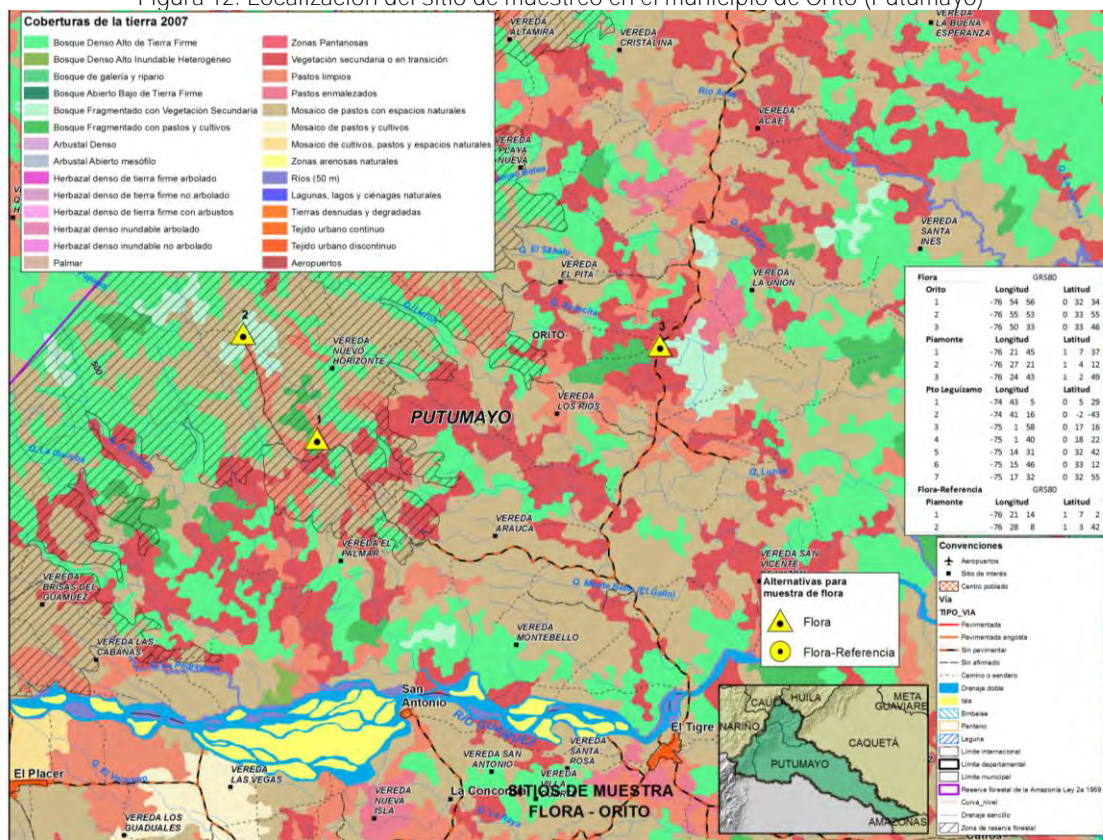 Figura 12. Localización del sitio de muestreo en el municipio de Orito (Putumayo)
Coberturas de la tierra 2007
Bosque Denso Alto de Tierra Firme
Bosque Denso Alto Inundable Heterogéneo
Bosque de galería y ripario
Bosque Abierto Bajo de Tierra Firme
Bosque Fragmentado con Vegetación Secundaria
Bosque Fragmentado con pastos y cultivos
Arbustal Denso
Arbustal Abierto mesófilo
Herbazal denso de tierra firme arbolado
Herbazal denso de tierra firme no arbolado
Herbazal denso de tierra firme con arbustos
Herbazal denso inundable arbolado
Herbazal denso inundable no arbolado
Palmar
Zonas Pantanosas
Vegetación secundaria o en transición
Pastos limpios
Pastos enmalezados
Mosaico de pastos con espacios naturales
Mosaico de pastos y cultivos
Mosaico de cultivos, pastos y espacios naturales
Zonas arenosas naturales
Ríos (50 m)
Lagunas, lagos y ciénagas naturales
Tierras desnudas y degradadas
Tejido urbano continuo
Tejido urbano discontinuo
Aeropuertos
VEREDA
ALTAMIRA
VEREDA
CRISTALINA
VEREDA
LA BUENA
ESPERANZA
Río Acae
VEREDA
ACAE
VEREDA
PLAYA
NUEVA
VEREDA
SANTA
INES
Q. El Sábalo
VEREDA
EL PITA
VEREDA
LA UNION
2
3
ORITO
VEREDA
NUEVO
HORIZONTE
500
VEREDA
LOS RIOS
PUTUMAYO
1
VEREDA
ARAUCA
VEREDA EL
PALMAR
VEREDA SAN
VICENTE
VEREDA
BRISAS DEL
GUAMUEZ
VEREDA
MONTEBELLO
VEREDA LAS
CABAÑAS
San
Antonio
El Tigre
VEREDA SAN
ANTONIO
VEREDA
SANTA
ROSA
El Placer
VEREDA
LAS VEGAS
VEREDA
NUEVA
ISLA
La Concordia
VEREDA
VILLA
VEREDA LOS
GUADUALES
SITIOS DE MUESTRA
FLORA - ORITO
Flora GRS80
Orito Longitud Latitud
1 -76 54 56 0 32 34
2 -76 55 53 0 33 55
3 -76 50 33 0 33 46
Piamonte Longitud Latitud
1 -76 21 45 1 7 37
2 -76 27 21 1 4 12
3 -76 24 43 1 2 49
Pto Leguízamo Longitud Latitud
1 -74 43 5 0 5 29
2 -74 41 16 0 -2 -43
3 -75 1 58 0 17 16
4 -75 1 40 0 18 22
5 -75 14 31 0 32 42
6 -75 15 46 0 33 12
7 -75 17 32 0 32 55
Flora-Referencia GRS80
Piamonte Longitud Latitud
1 -76 21 14 1 7 2
2 -76 28 8 1 3 42
Alternativas para
muestra de flora
Flora
Flora-Referencia
Convenciones
Aeropuertos
Sitio de interés
Centro poblado
Vía
TIPO_VIA
Pavimentada
Pavimentada angosta
Sin pavimentar
Sin afirmado
Camino o sendero
Drenaje doble
Isla
Embalse
Pantano
Laguna
Límite internacional
Límite departamental
Límite municipal
Reserva forestal de la Amazonía Ley 2a 1959
Curva_nivel
Drenaje sencillo
Zona de reserva forestal
CAUCA
HUILA
META
GUAVIARE
NARIÑO
CAQUETÁ
PUTUMAYO
AMAZONAS